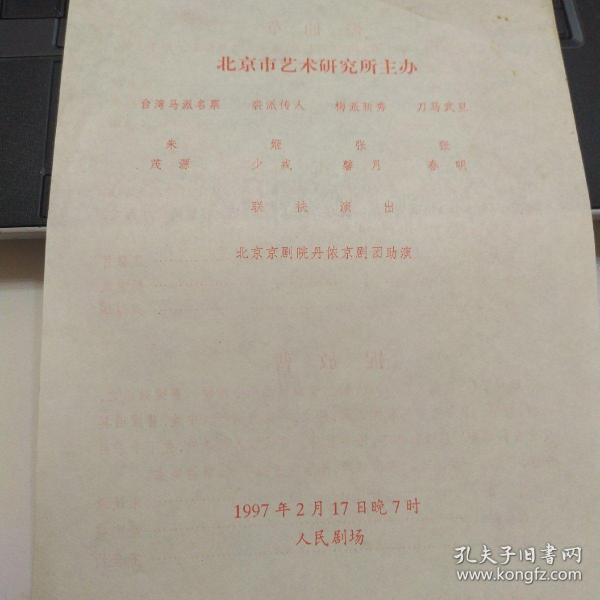 北京市艺术研究所主办
台湾马派名票 裘派传人 梅派新秀 刀马武旦
朱 姬 张 张
茂源 少戎 馨月 春明
联袂演出
北京京剧院丹侬京剧团助演
1997年2月17日晚7时
人民剧场
孔夫子旧书网
www.kongfz.com